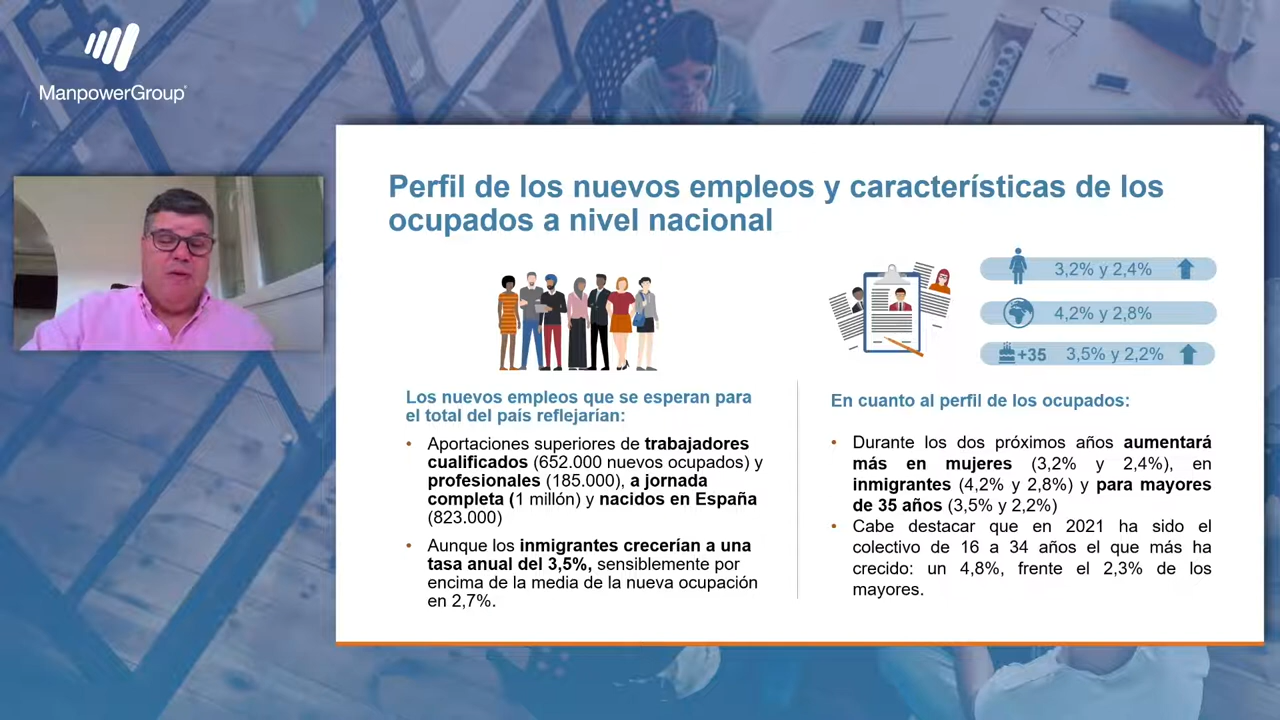 ManpowerGroup
Perfil de los nuevos empleos y características de los
ocupados a nivel nacional
3,2% y 2,4%
4,2% y 2,8%
+35 3,5% y 2,2%
Los nuevos empleos que se esperan para
el total del país reflejarían:
• Aportaciones superiores de trabajadores
cualificados (652.000 nuevos ocupados) y
profesionales (185.000), a jornada
completa (1 millón) y nacidos en España
(823.000)
• Aunque los inmigrantes crecerían a una
tasa anual del 3,5%, sensiblemente por
encima de la media de la nueva ocupación
en 2,7%.
En cuanto al perfil de los ocupados:
• Durante los dos próximos años aumentará
más en mujeres (3,2% y 2,4%), en
inmigrantes (4,2% y 2,8%) y para mayores
de 35 años (3,5% y 2,2%)
• Cabe destacar que en 2021 ha sido el
colectivo de 16 a 34 años el que más ha
crecido: un 4,8%, frente el 2,3% de los
mayores.